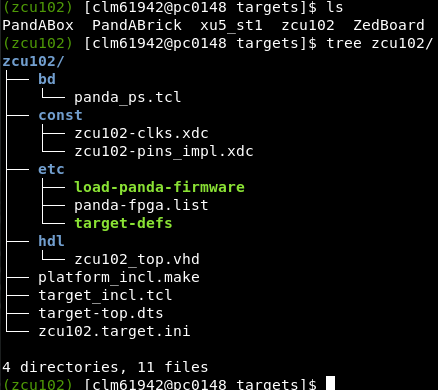 (zcu102) [clm61942@pc0148 targets]$ ls
PandABox  PandABrick  xu5_st1  zcu102  ZedBoard
(zcu102) [clm61942@pc0148 targets]$ tree zcu102/
zcu102/
├── bd
│   └── panda_ps.tcl
├── const
│   ├── zcu102-clks.xdc
│   └── zcu102-pins_impl.xdc
├── etc
│   ├── load-panda-firmware
│   ├── panda-fpga.list
│   └── target-defs
├── hdl
│   └── zcu102_top.vhd
├── platform_incl.make
├── target_incl.tcl
├── target-top.dts
└── zcu102.target.ini
4 directories, 11 files
(zcu102) [clm61942@pc0148 targets]$